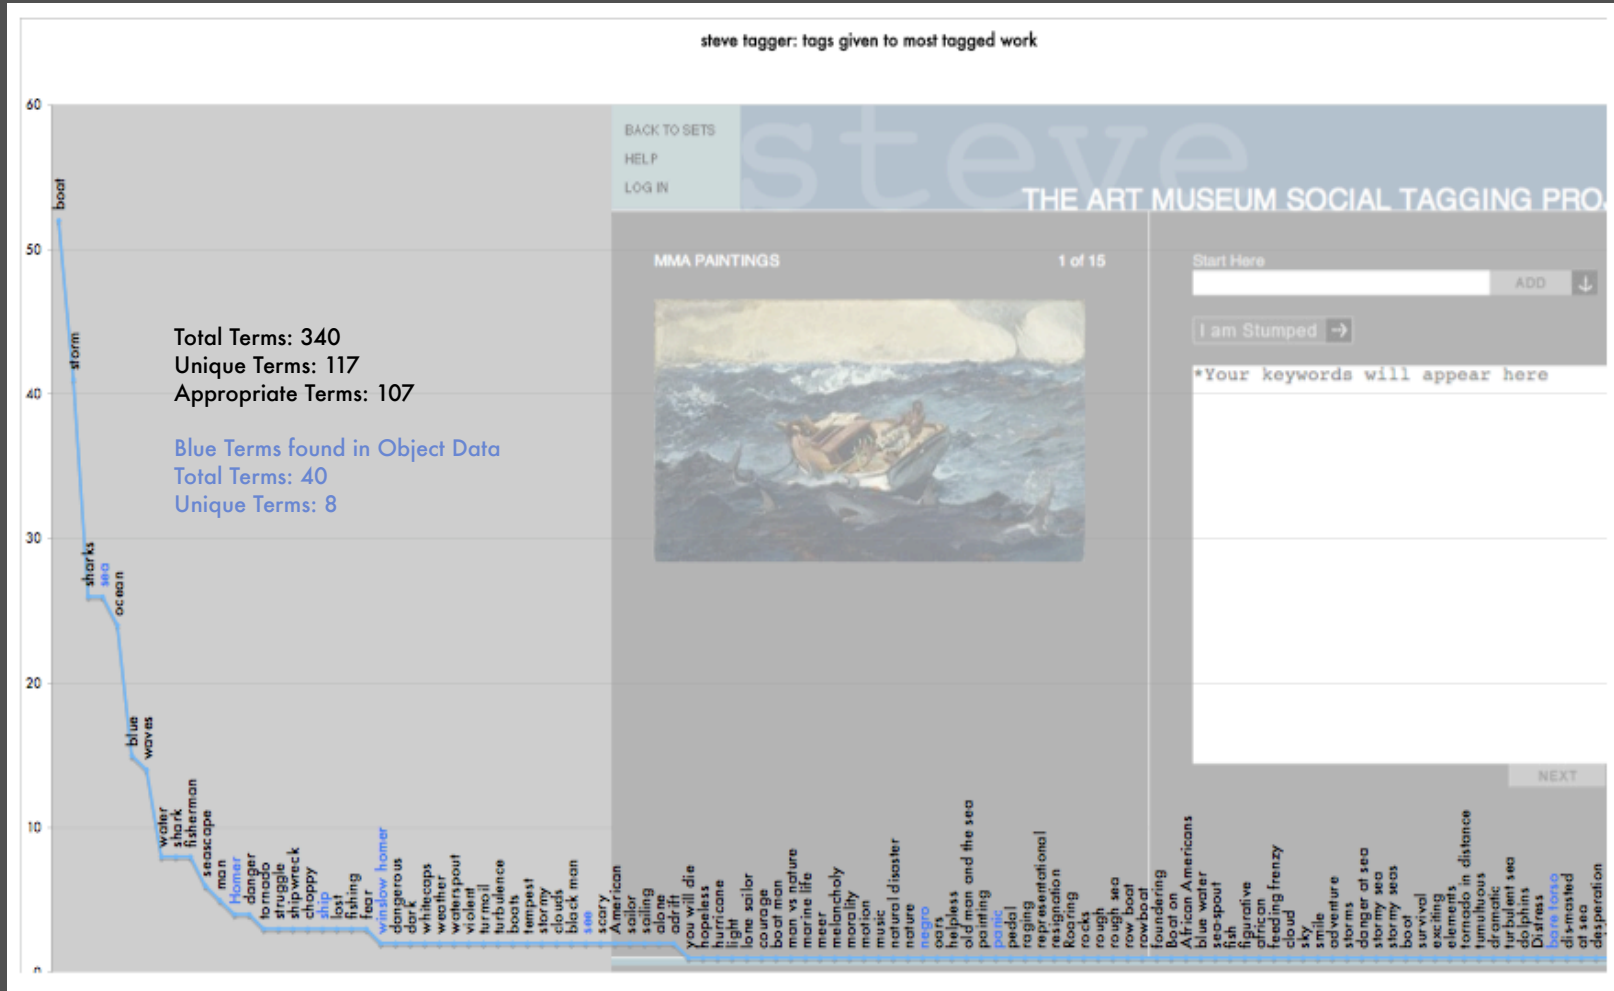 steve tagger: tags given to most tagged work
60
50
40
30
20
10
0
BACK TO SETS
HELP
LOG IN
steve
THE ART MUSEUM SOCIAL TAGGING PRO
MMA PAINTINGS
1 of 15
Start Here
ADD
I am Stumped
*Your keywords will appear here
NEXT
Total Terms: 340
Unique Terms: 117
Appropriate Terms: 107
Blue Terms found in Object Data
Total Terms: 40
Unique Terms: 8
boat
storm
sharks
sea
ocean
blue
waves
water
shark
fisherman
seascape
man
Homer
danger
tornado
struggle
shipwreck
choppy
ship
lost
fishing
fear
winslow homer
dangerous
dark
whitecaps
weather
waterspout
violent
turmoil
turbulence
boats
tempest
stormy
clouds
black man
see
scary
American
sailor
sailing
alone
adrift
you will die
hopeless
hurricane
light
lone sailor
courage
boat man
man vs nature
marine life
meer
melancholy
morality
motion
music
natural disaster
nature
negro
oars
helpless
old man and the sea
painting
panic
pedal
raging
representational
resignation
Roaring
rocks
rough
rough sea
row boat
rowboat
foundering
Boat on
African Americans
blue water
sea-spout
fish
figurative
african
feeding frenzy
cloud
sky
smile
adventure
storms
danger at sea
stormy sea
stormy seas
boot
survival
exciting
elements
tornado in distance
tumultuous
dramatic
turbulent sea
dolphins
Distress
bare torso
dis-masted
at sea
desperation